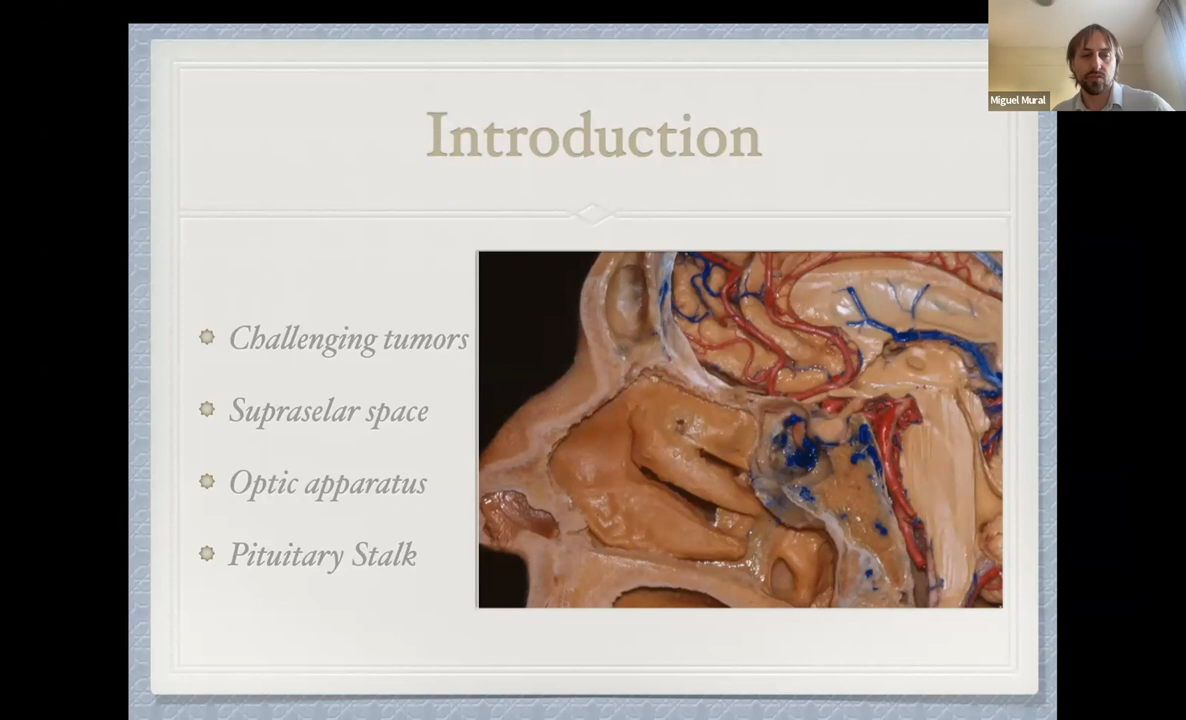 Miguel Mural
Introduction
Challenging tumors
Supraselar space
Optic apparatus
Pituitary Stalk